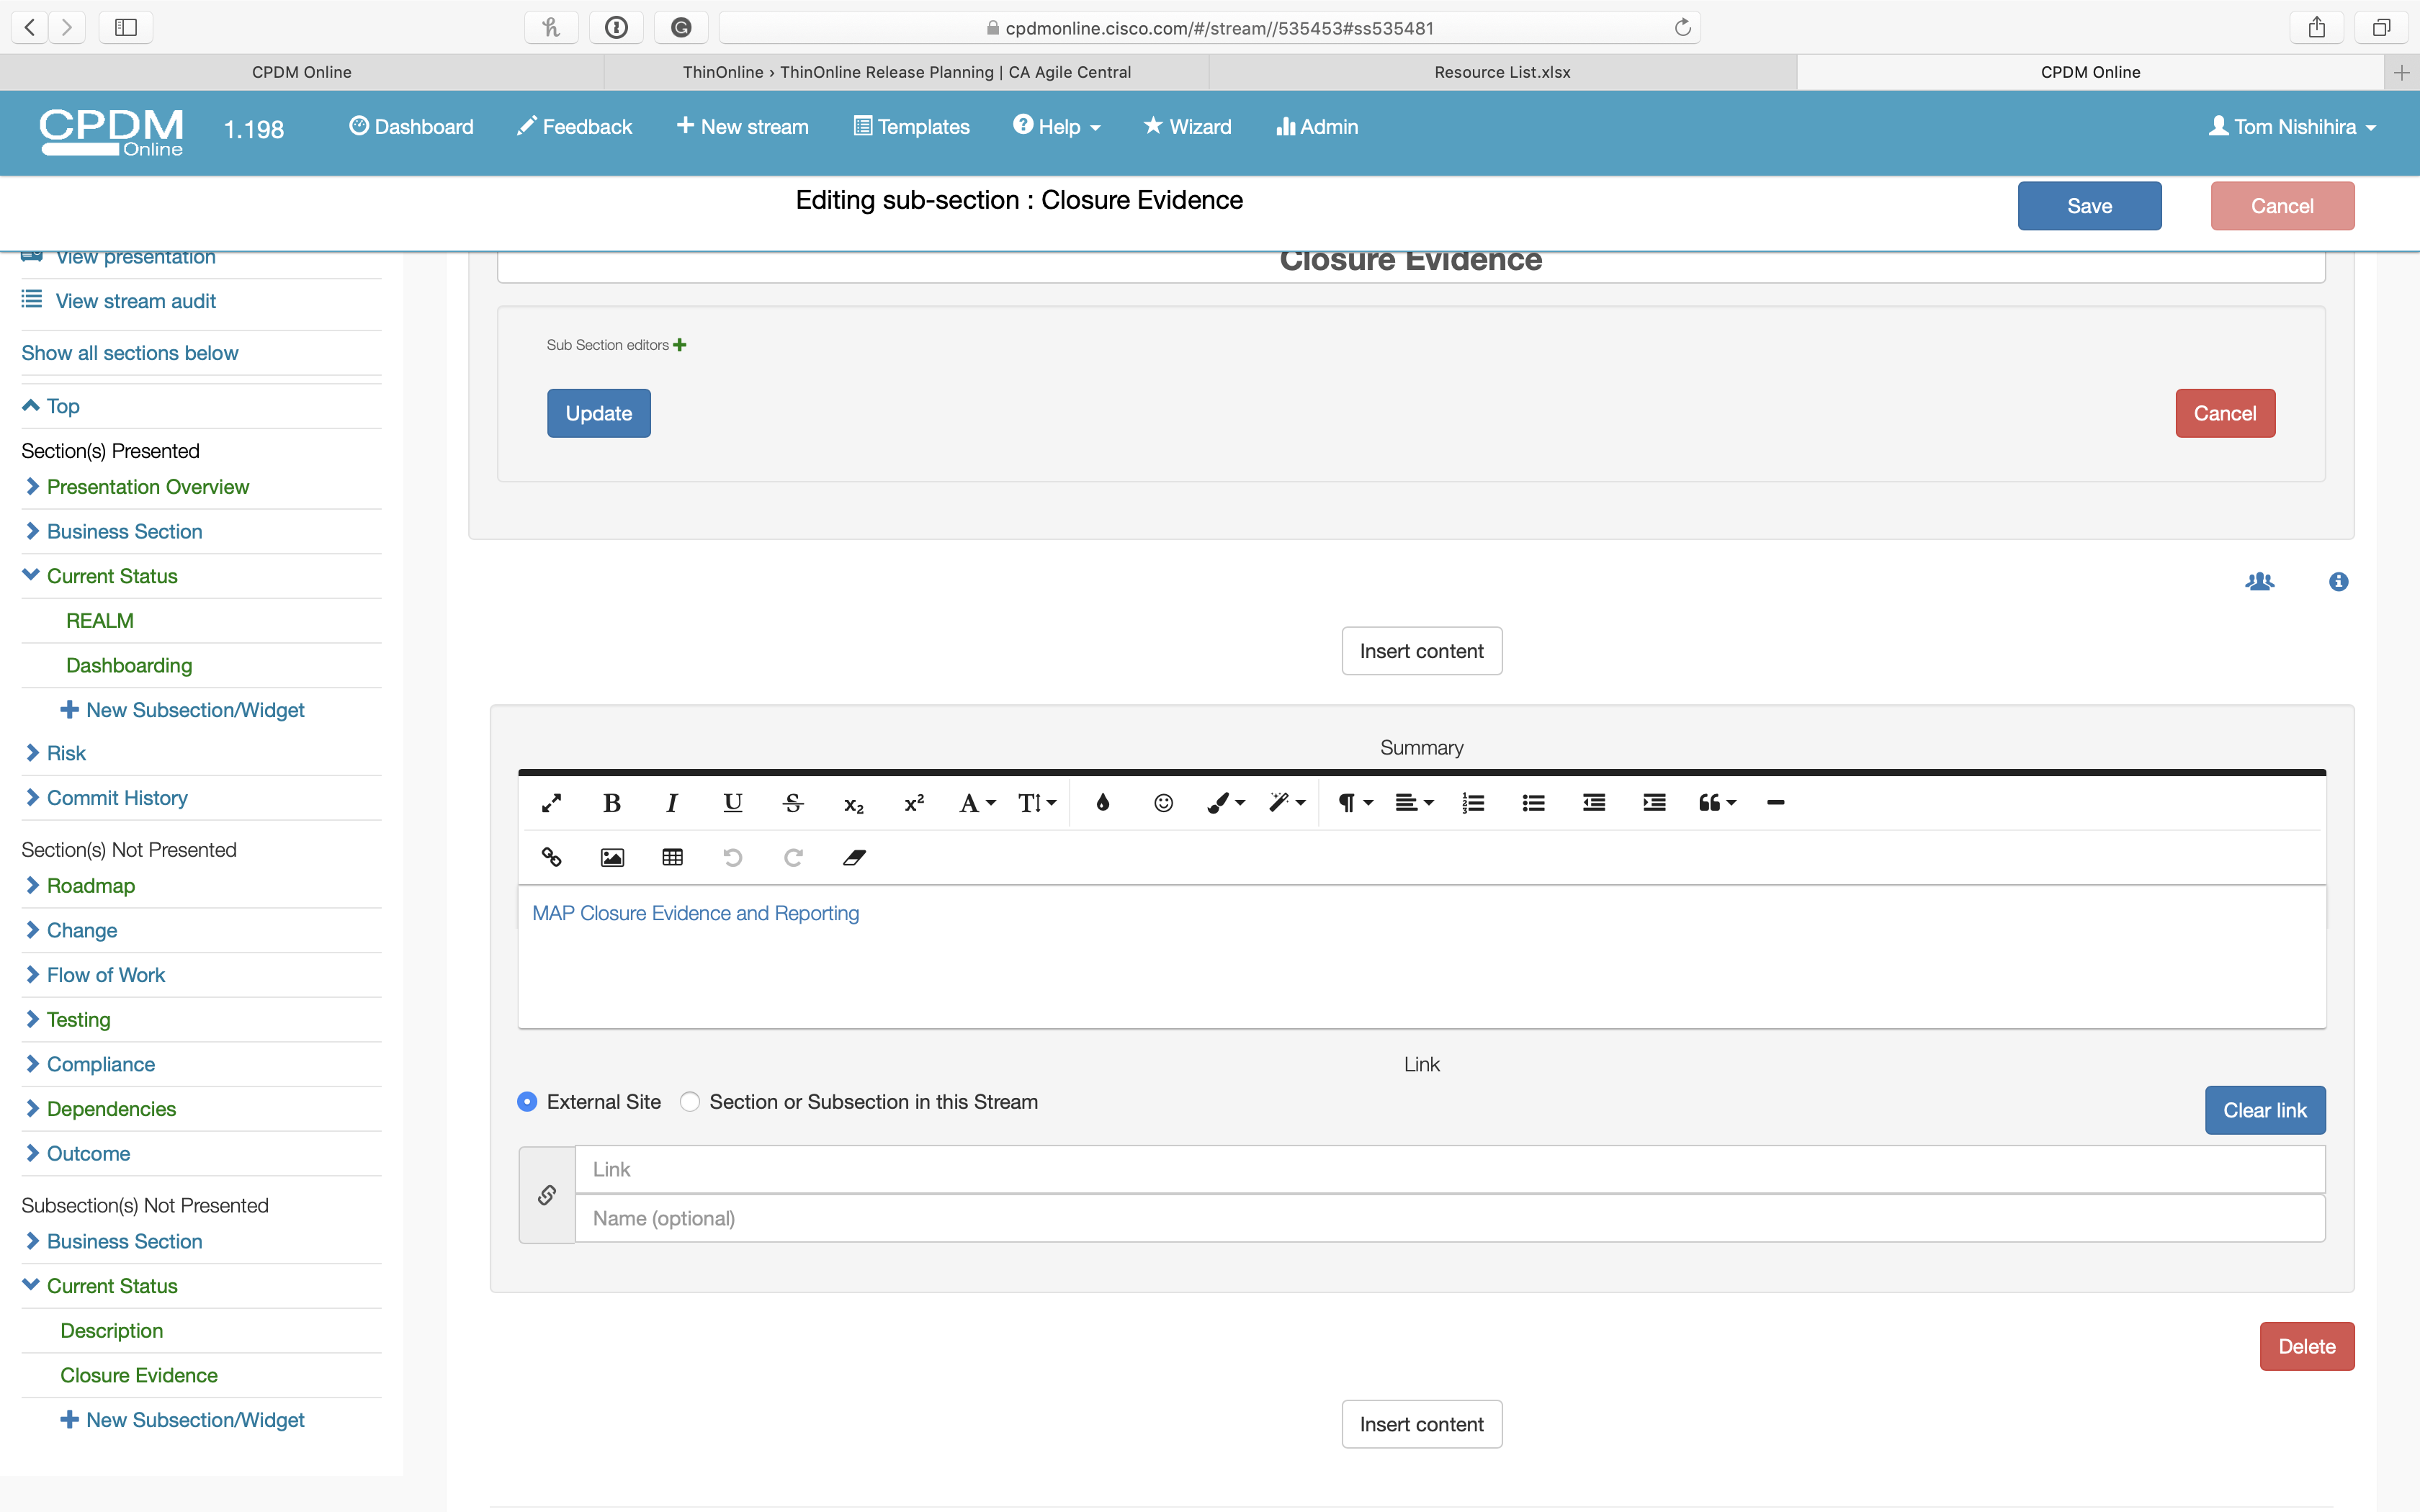 cpdmonline.cisco.com/#/stream//535453#ss535481
CPDM Online
ThinOnline › ThinOnline Release Planning | CA Agile Central
Resource List.xlsx
CPDM Online
CPDM Online
1.198
Dashboard
Feedback
New stream
Templates
Help
Wizard
Admin
Tom Nishihira
Editing sub-section : Closure Evidence
Save
Cancel
View presentation
View stream audit
Show all sections below
Top
Section(s) Presented
Presentation Overview
Business Section
Current Status
REALM
Dashboarding
New Subsection/Widget
Risk
Commit History
Section(s) Not Presented
Roadmap
Change
Flow of Work
Testing
Compliance
Dependencies
Outcome
Subsection(s) Not Presented
Business Section
Current Status
Description
Closure Evidence
New Subsection/Widget
Closure Evidence
Sub Section editors
Update
Cancel
Insert content
Summary
MAP Closure Evidence and Reporting
Link
External Site
Section or Subsection in this Stream
Clear link
Link
Name (optional)
Delete
Insert content